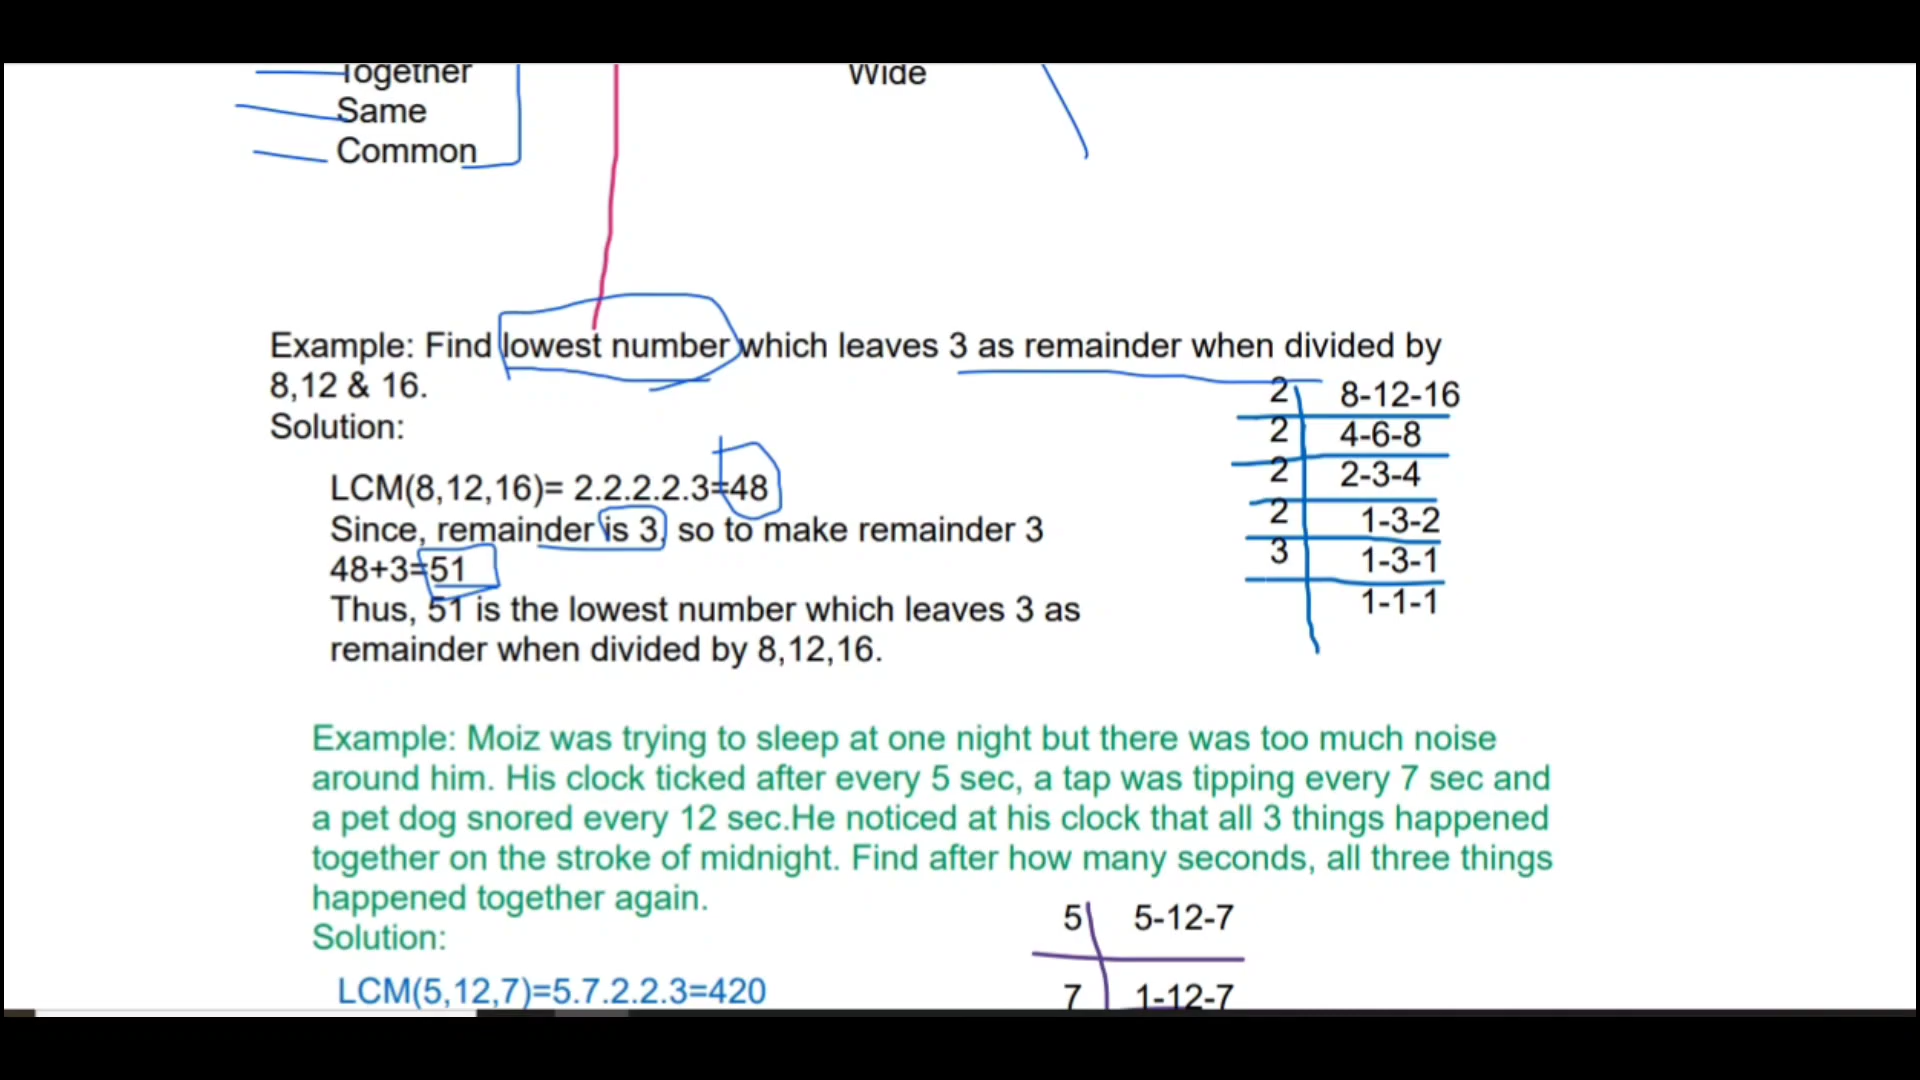 Together
Wide
Same
Common
Example: Find lowest number which leaves 3 as remainder when divided by
8,12 & 16.
Solution:
LCM(8,12,16)= 2.2.2.2.3=48
Since, remainder is 3, so to make remainder 3
48+3=51
Thus, 51 is the lowest number which leaves 3 as
remainder when divided by 8,12,16.
2 8-12-16
2 4-6-8
2 2-3-4
2 1-3-2
3 1-3-1
1-1-1
Example: Moiz was trying to sleep at one night but there was too much noise
around him. His clock ticked after every 5 sec, a tap was tipping every 7 sec and
a pet dog snored every 12 sec.He noticed at his clock that all 3 things happened
together on the stroke of midnight. Find after how many seconds, all three things
happened together again.
Solution:
LCM(5,12,7)=5.7.2.2.3=420
5 5-12-7
7 1-12-7